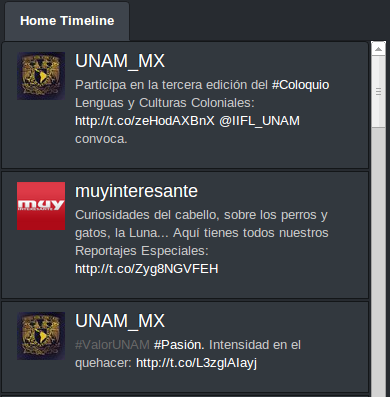 Home Timeline
UNAM_MX
Participa en la tercera edición del #Coloquio
Lenguas y Culturas Coloniales:
http://t.co/zeHodAXBnX @IIFL_UNAM
convoca.
muy
INTERESANTE
muyinteresante
Curiosidades del cabello, sobre los perros y
gatos, la Luna... Aquí tienes todos nuestros
Reportajes Especiales:
http://t.co/Zyg8NGVFEH
UNAM_MX
#ValorUNAM #Pasión. Intensidad en el
quehacer: http://t.co/L3zglAIayj